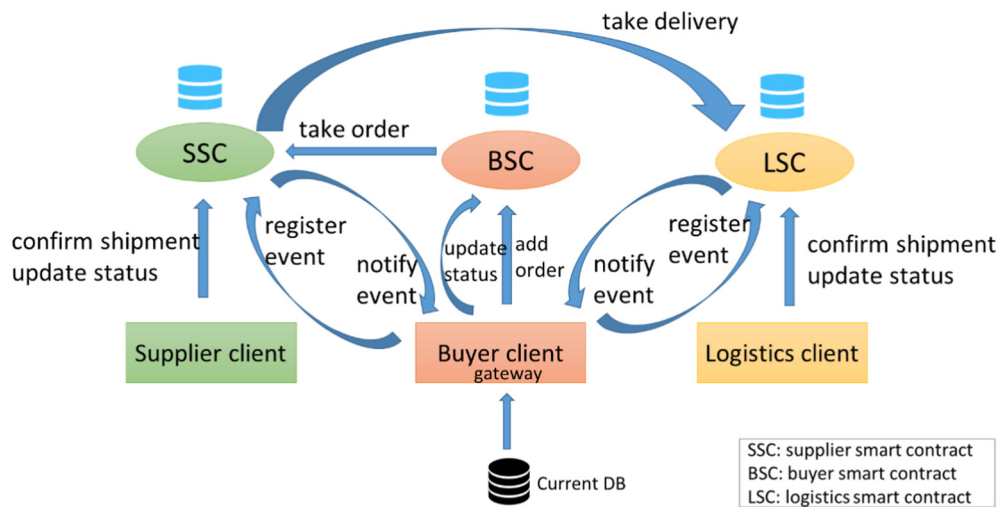 take delivery
take order
SSC
BSC
LSC
confirm shipment
update status
register
event
notify
event
update
status
add
order
notify
event
register
event
confirm shipment
update status
Supplier client
Buyer client
gateway
Logistics client
Current DB
SSC: supplier smart contract
BSC: buyer smart contract
LSC: logistics smart contract